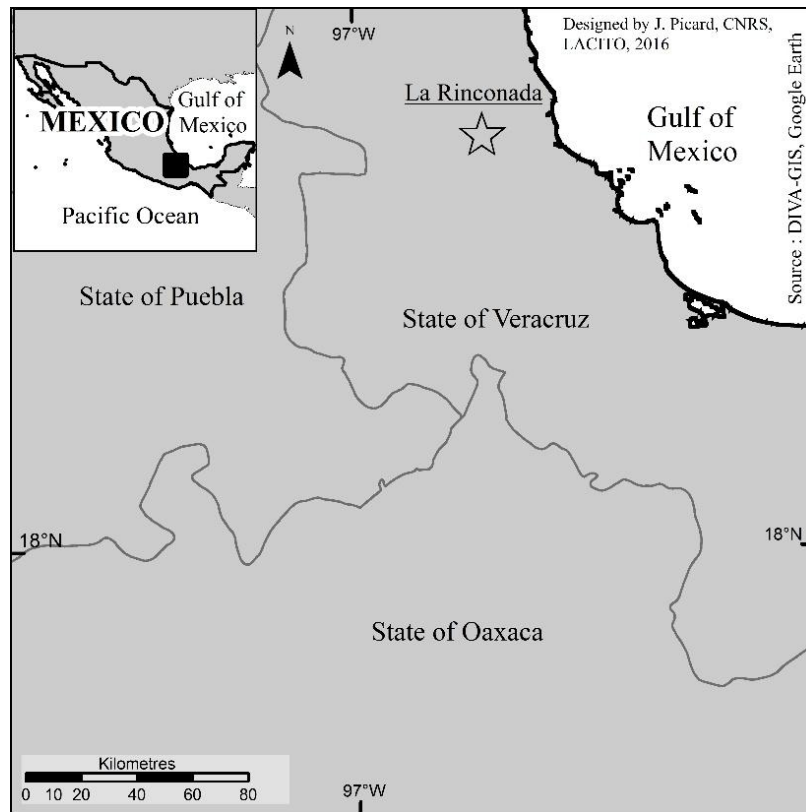 97°W
Designed by J. Picard, CNRS,
LACITO, 2016
N
Gulf of
Mexico
MEXICO
Pacific Ocean
La Rinconada
Gulf of
Mexico
Source : DIVA-GIS, Google Earth
State of Puebla
State of Veracruz
18°N
18°N
State of Oaxaca
Kilometres
0 10 20 40 60 80
97°W